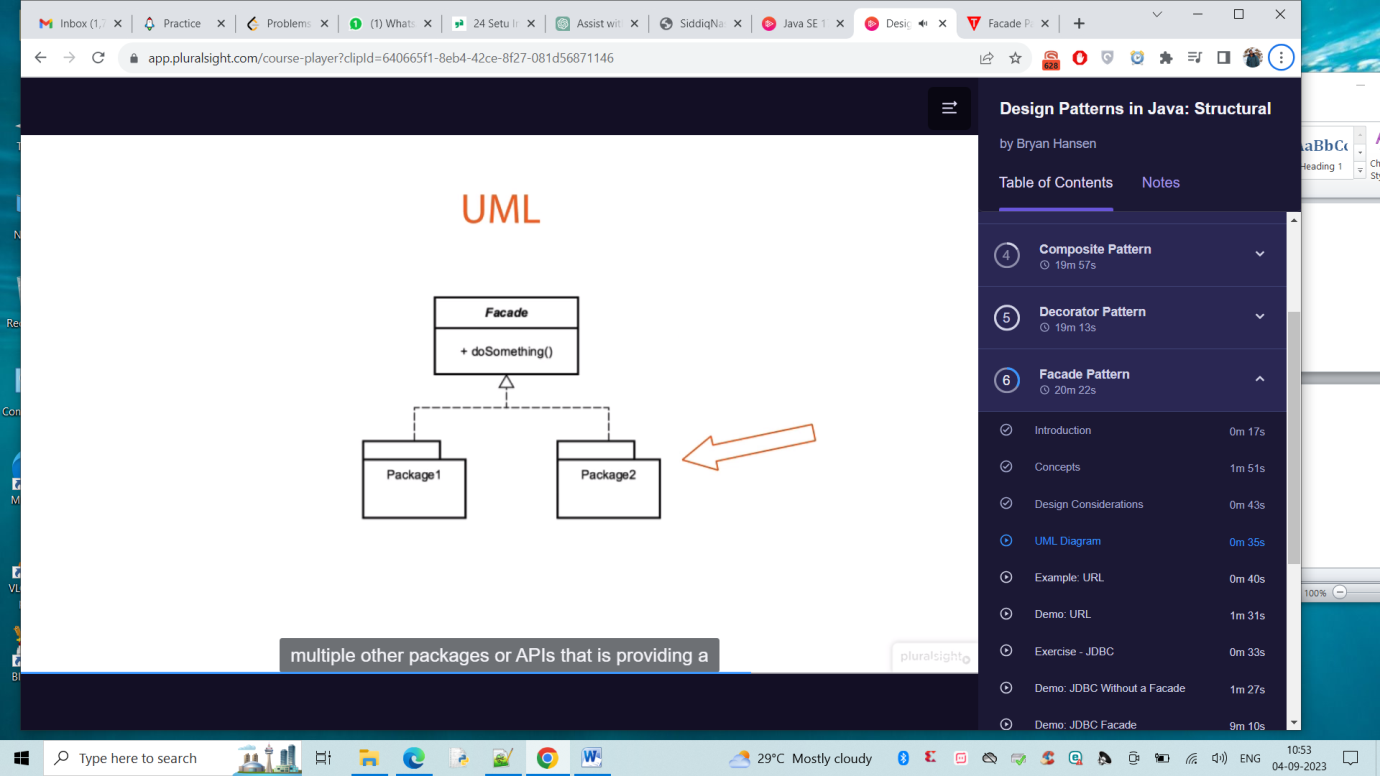 Inbox (1,
Practice
Problems
(1) Whats
24 Setu I
Assist wit
SiddiqNa
Java SE 1
Desig
Facade P
app.pluralsight.com/course-player?clipId=640665f1-8eb4-42ce-8f27-081d56871146
628
UML
Facade
+ doSomething()
Package1
Package2
multiple other packages or APIs that is providing a
pluralsight
Design Patterns in Java: Structural
by Bryan Hansen
Table of Contents
Notes
4
Composite Pattern
19m 57s
5
Decorator Pattern
19m 13s
6
Facade Pattern
20m 22s
Introduction 0m 17s
Concepts 1m 51s
Design Considerations 0m 43s
UML Diagram 0m 35s
Example: URL 0m 40s
Demo: URL 1m 31s
Exercise - JDBC 0m 33s
Demo: JDBC Without a Facade 1m 27s
Demo: JDBC Facade 9m 10s
AaBbCc
Heading 1
100%
Type here to search
29°C Mostly cloudy
ENG
10:53
04-09-2023